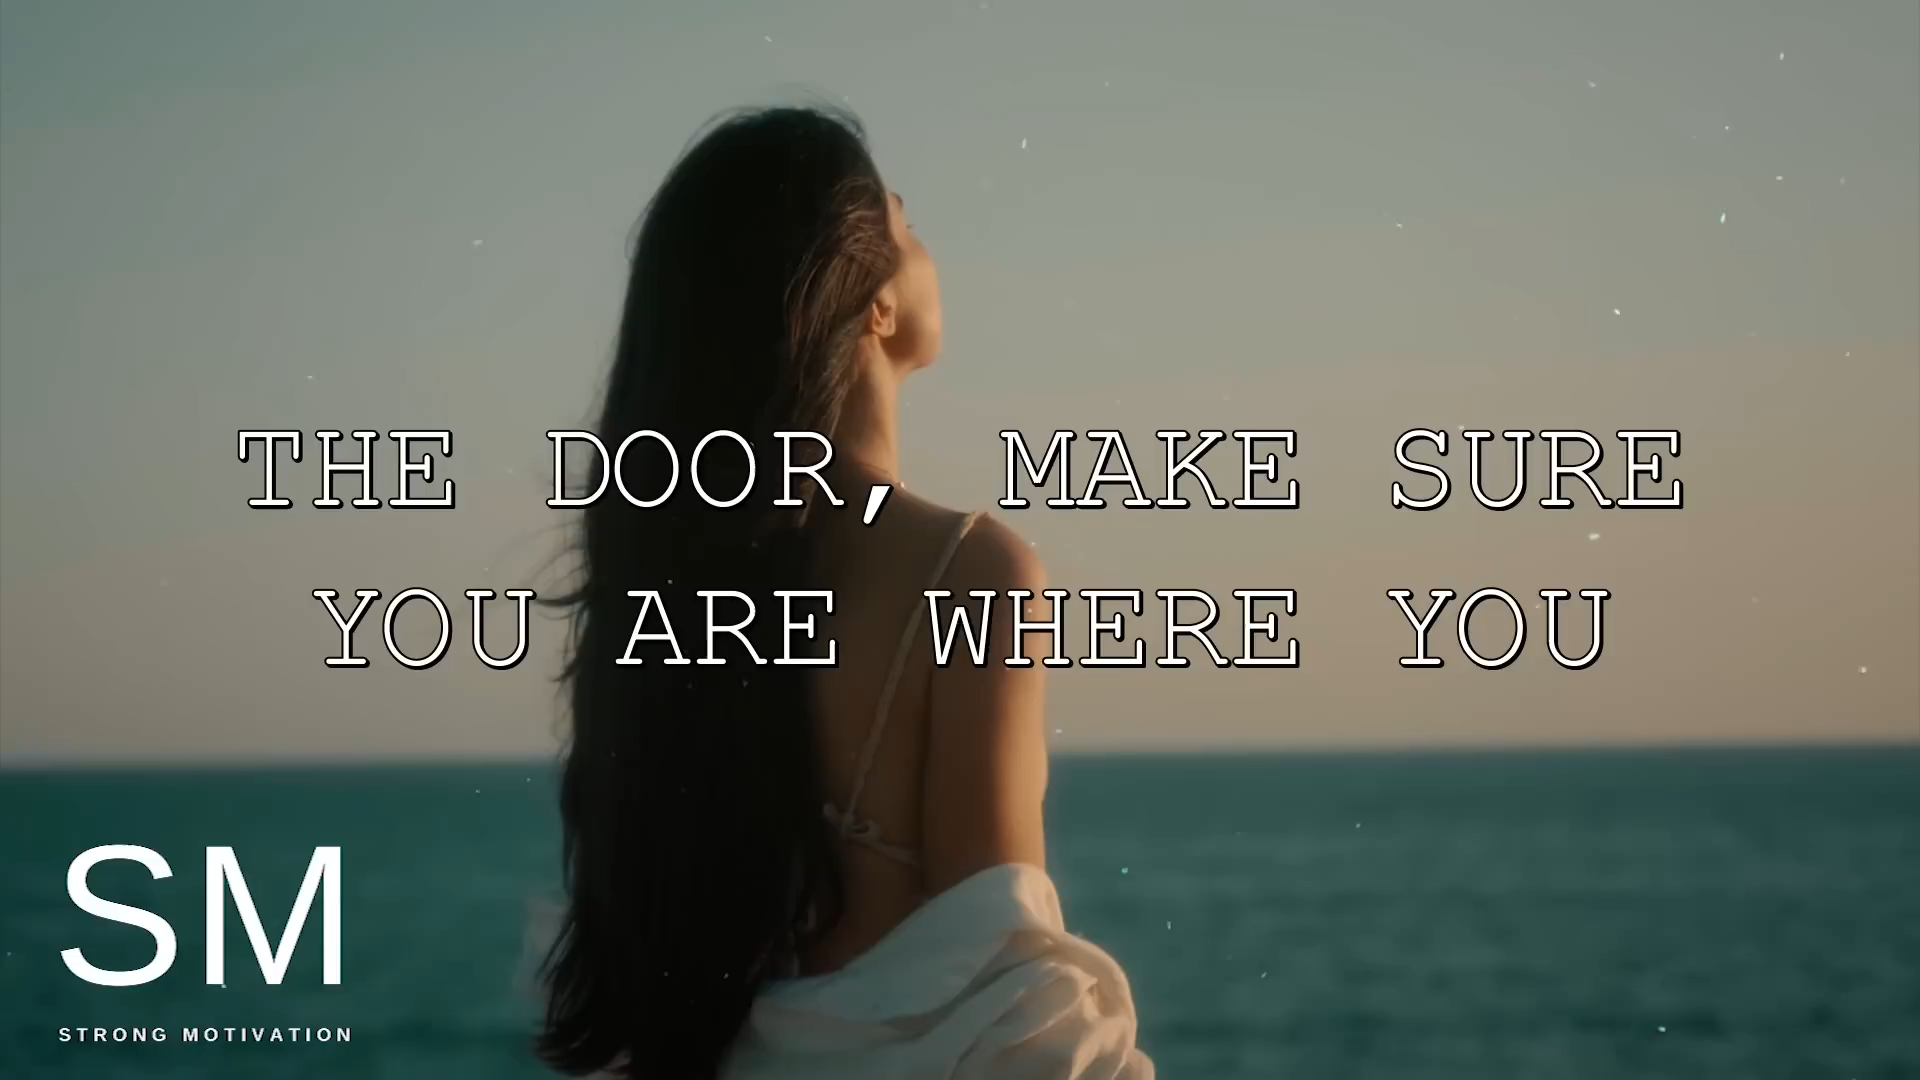 THE DOOR, MAKE SURE
YOU ARE WHERE YOU
SM
STRONG MOTIVATION